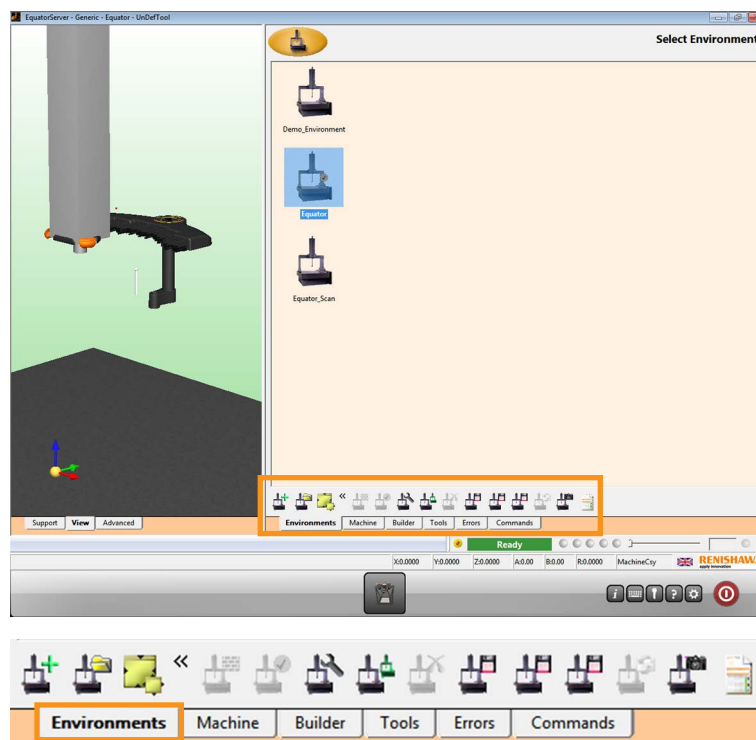 EquatorServer - Generic - Equator - UnDefTool
Select Environment
Demo_Environment
Equator
Equator_Scan
«
Support View Advanced
Environments Machine Builder Tools Errors Commands
Ready
X:0.0000 Y:0.0000 Z:0.0000 A:0.00 B:0.00 R:0.0000 MachineCsy RENISHAW
apply innovation
«
Environments Machine Builder Tools Errors Commands